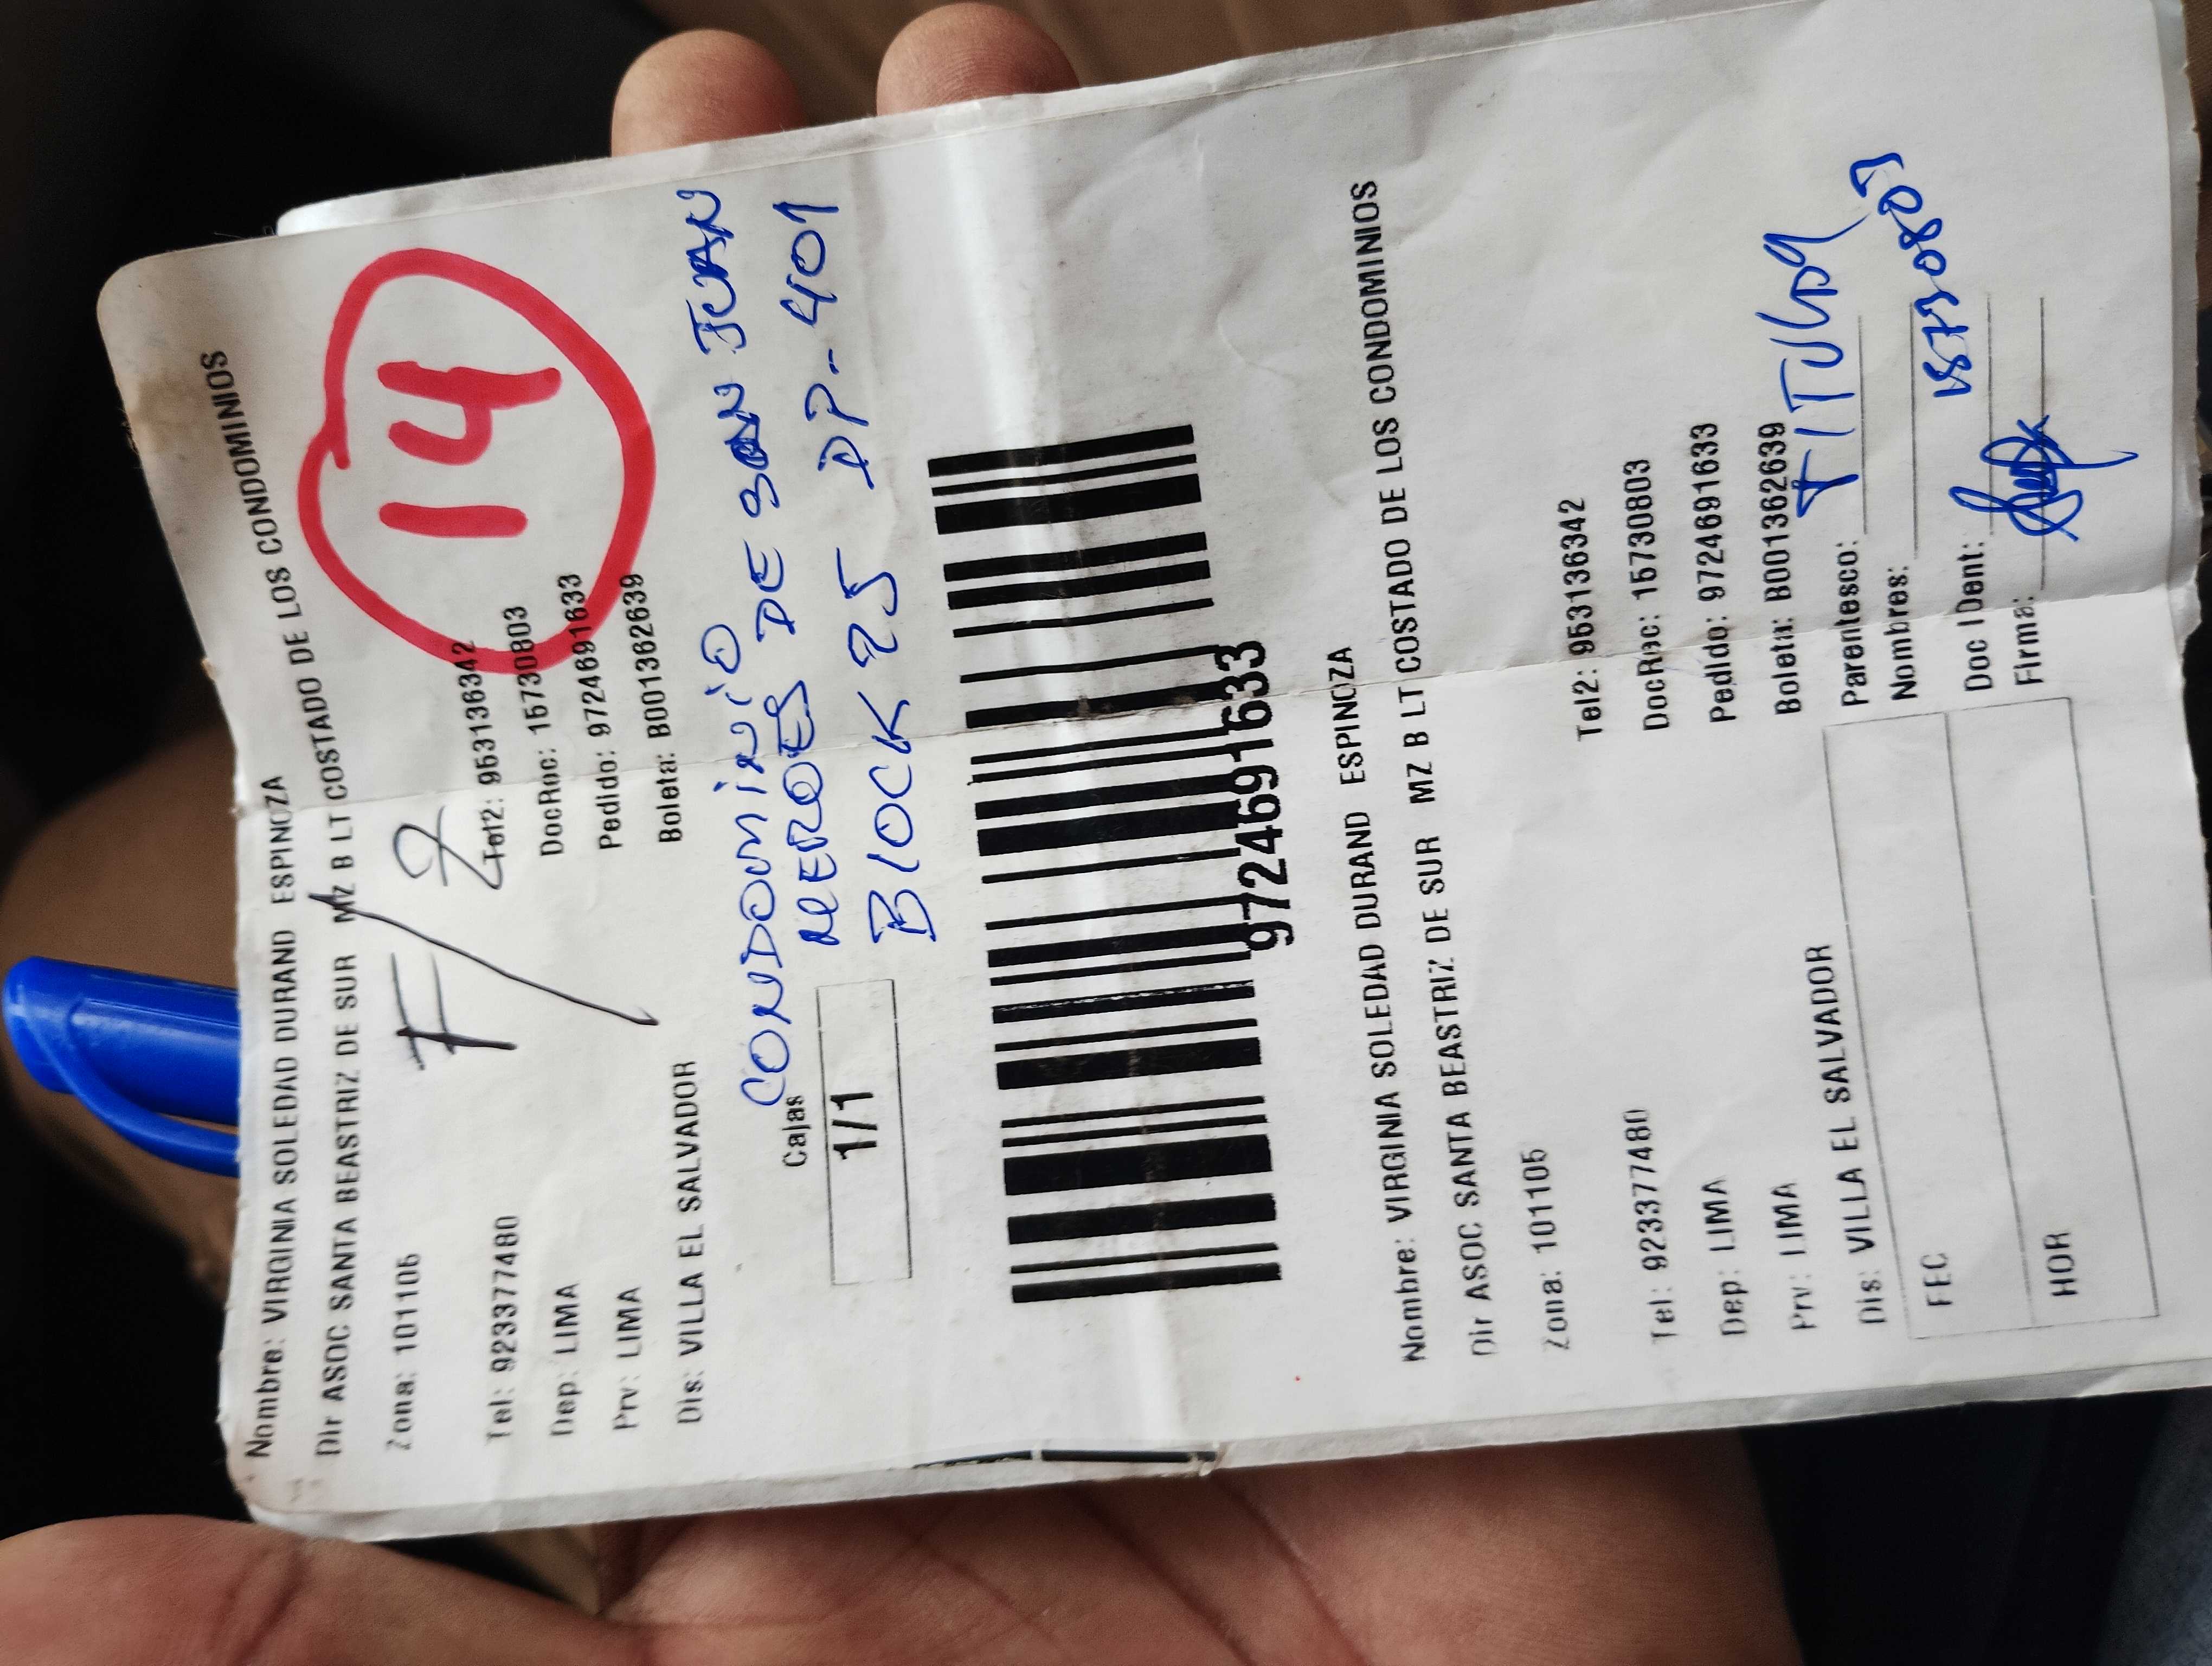 Nombre: VIRGINIA SOLEDAD DURAND ESPINOZA
Dir ASOC SANTA BEASTRIZ DE SUR MZ B LT COSTADO DE LOS CONDOMINIOS
Zona: 101105
F/7
14
Tel: 923377480 Tel2: 953136342
Dep: LIMA DocRoc: 15730803
Prv: LIMA Pedido: 9724691633
Dis: VILLA EL SALVADOR Boleta: B001362639
Cajas
1/1
CONDOMINIO
HEROES DE SAN JUAN
BLOCK 25 DP-401
9724691633
Nombre: VIRGINIA SOLEDAD DURAND ESPINOZA
Dir ASOC SANTA BEASTRIZ DE SUR MZ B LT COSTADO DE LOS CONDOMINIOS
Zona: 101105
Tel: 923377480 Tel2: 953136342
Dep: LIMA DocRoc: 15730803
Prv: LIMA Pedido: 9724691633
Dis: VILLA EL SALVADOR Boleta: B001362639
FEC
HOR
Parentesco: TITULAR
Nombres:
Doc IDent: 15730803
Firma: